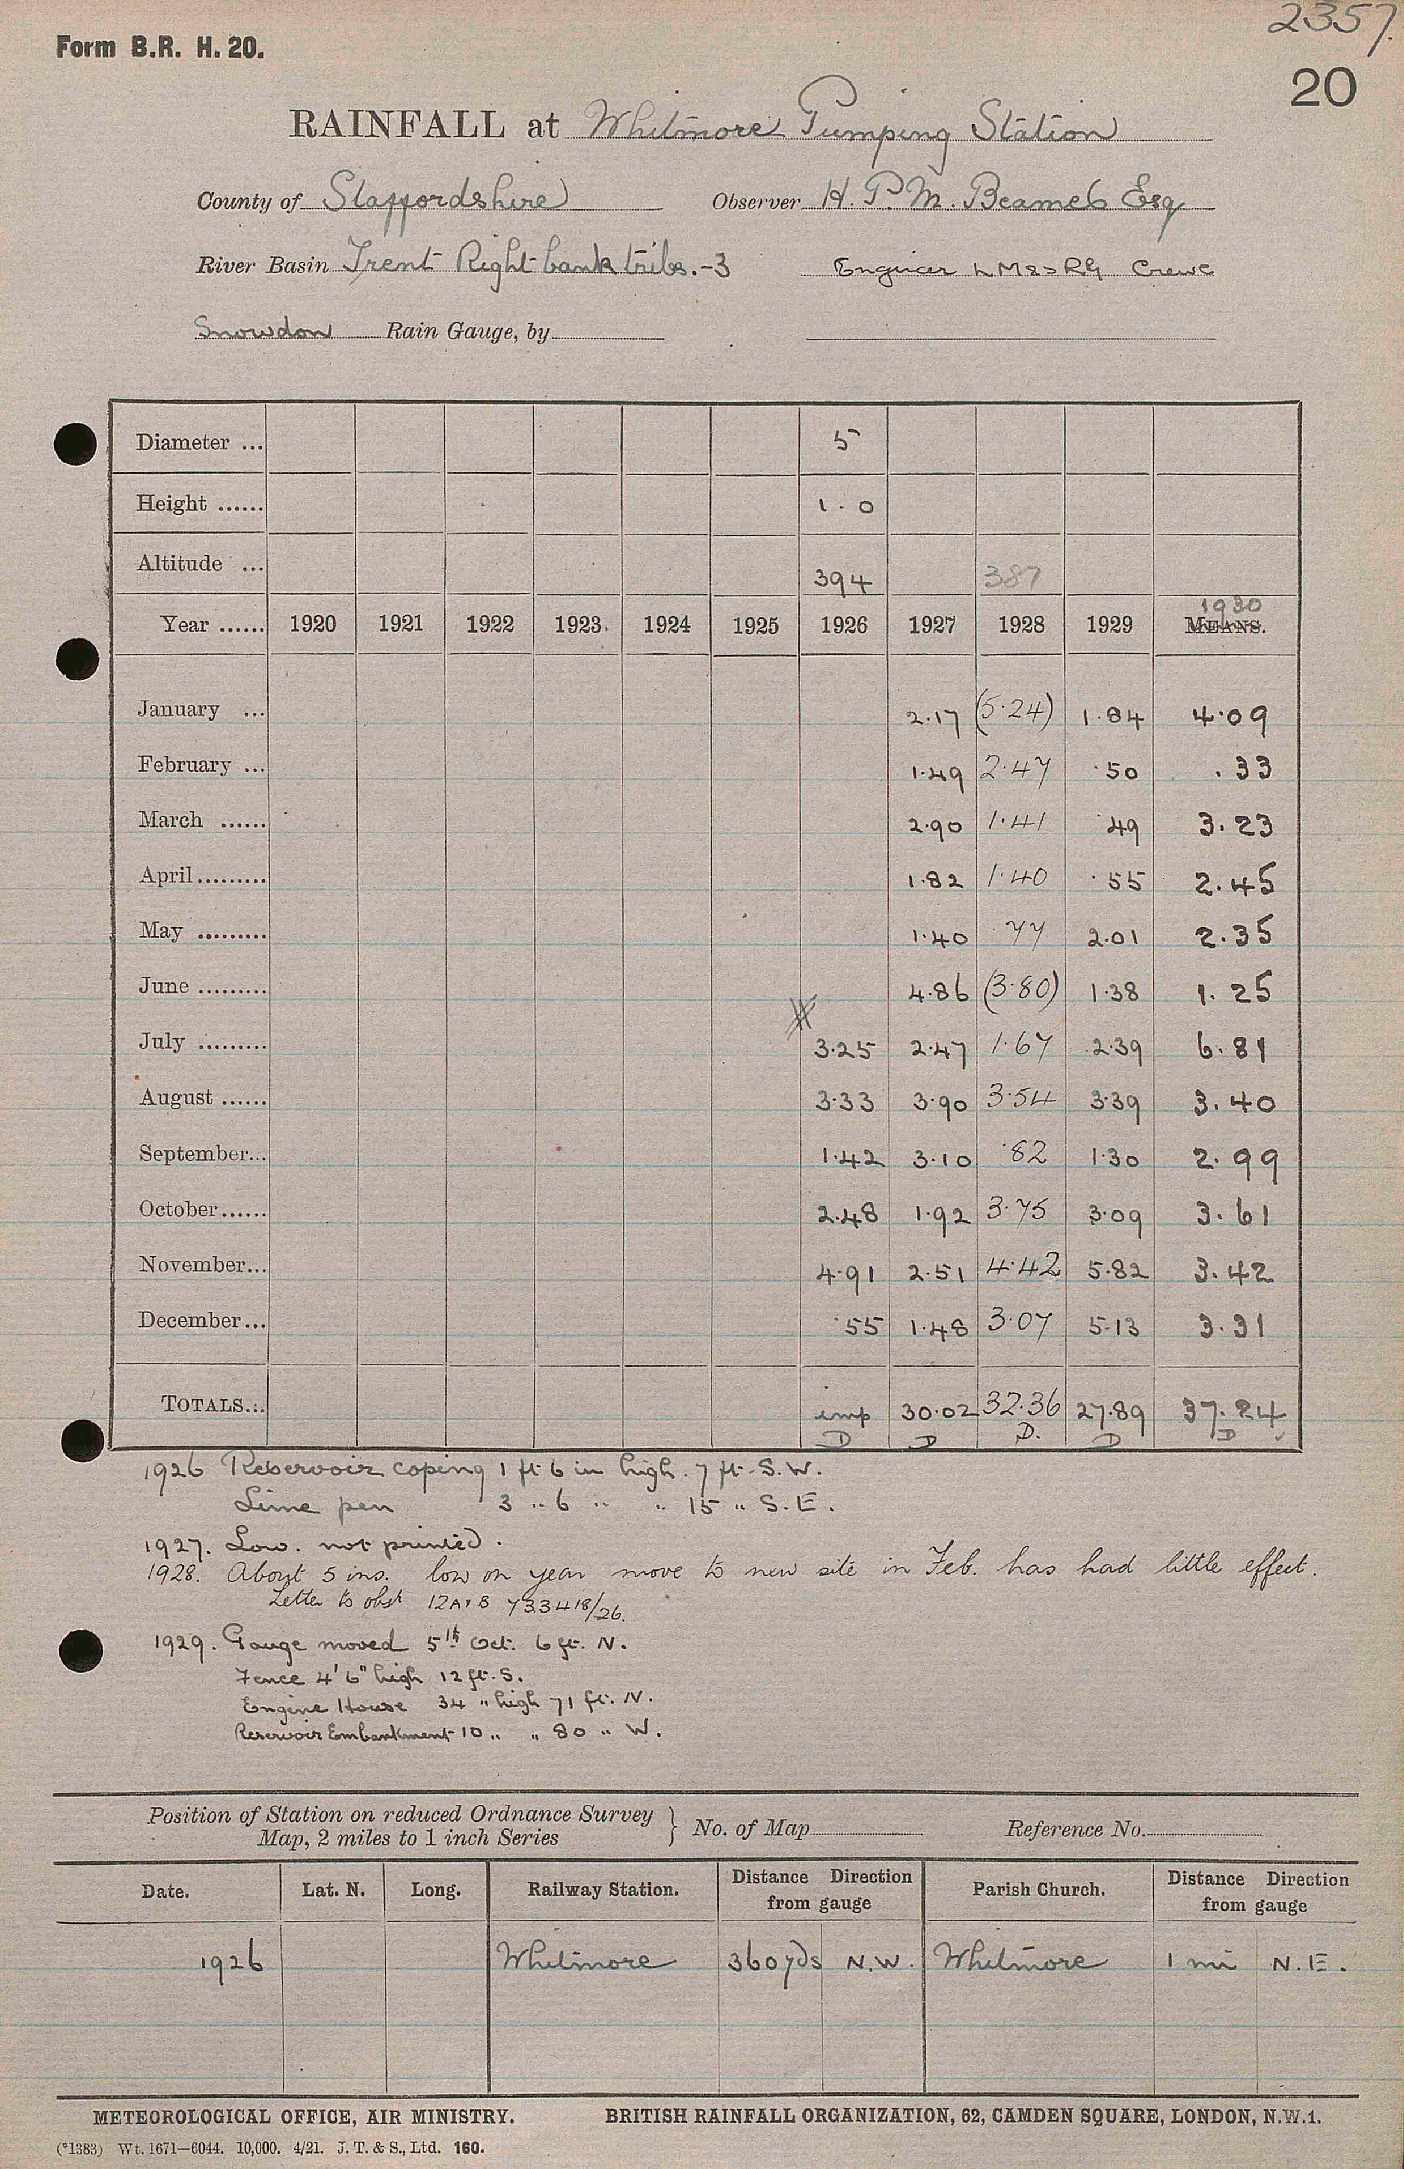 2357.
Form B.R. H. 20.
20
RAINFALL at Whitmore Pumping Station
County of Staffordshire Observer H. P. M. Beames Esq
River Basin Trent Right bank tribs.-3 Engineer L M & S RG Crewe
Snowdon Rain Gauge, by
Diameter ... 5
Height ...... 1.0
Altitude ... 394 387
1930
Year ...... 1920 1921 1922 1923 1924 1925 1926 1927 1928 1929 MEANS.
January ... 2.17 (5.24) 1.84 4.09
February ... 1.49 2.47 .50 .33
March ...... 2.90 1.41 .49 3.23
April ......... 1.82 1.40 .55 2.45
May ......... 1.40 .77 2.01 2.35
June ......... 4.86 (3.80) 1.38 1.25
July ......... 3.25 2.47 1.67 2.39 6.81
August ...... 3.33 3.90 3.54 3.39 3.40
September... 1.42 3.10 .82 1.30 2.99
October...... 2.48 1.92 3.75 3.09 3.61
November... 4.91 2.51 4.42 5.82 3.42
December... .55 1.48 3.07 5.13 3.31
TOTALS... imp 30.02 32.36 27.89 37.24
D D D. D D
1926 Reservoir coping 1 ft 6 in high. 7 ft. S.W.
Lime pen 3 " 6 " " 15 " S.E.
1927. Low. not printed.
1928. About 5 ins. low on year move to new site in Feb. has had little effect.
Letter to obsr 12A&B 733418/26.
1929. Gauge moved 5th Oct. 6 ft. N.
Fence 4'6" high 12 ft. S.
Engine House 34 " high 71 ft. N.
Reservoir Embankment 10 " " 80 " W.
Position of Station on reduced Ordnance Survey Map, 2 miles to 1 inch Series } No. of Map Reference No.
Date. Lat. N. Long. Railway Station. Distance Direction from gauge Parish Church. Distance Direction from gauge
1926 Whitmore 360 yds N.W. Whitmore 1 mi N.E.
METEOROLOGICAL OFFICE, AIR MINISTRY. BRITISH RAINFALL ORGANIZATION, 62, CAMDEN SQUARE, LONDON, N.W.1.
(*1383) Wt. 1671—6044. 10,000. 4/21. J. T. & S., Ltd. 160.